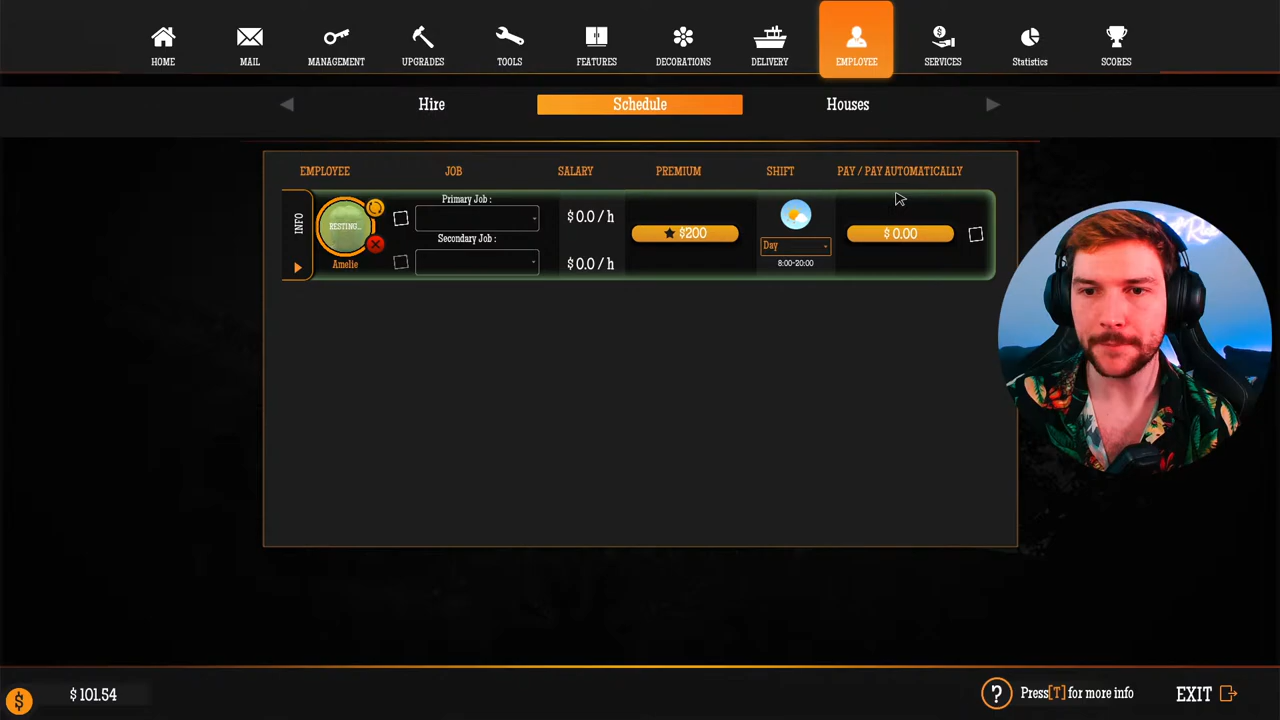 HOME MAIL MANAGEMENT UPGRADES TOOLS FEATURES DECORATIONS DELIVERY EMPLOYEE SERVICES Statistics SCORES
Hire Schedule Houses
EMPLOYEE JOB SALARY PREMIUM SHIFT PAY / PAY AUTOMATICALLY
INFO
RESTING...
Amelie
Primary Job :
Secondary Job :
$ 0.0 / h
$ 0.0 / h
$200
Day
8:00-20:00
$ 0.00
$ $ 101.54
? Press[T] for more info
EXIT